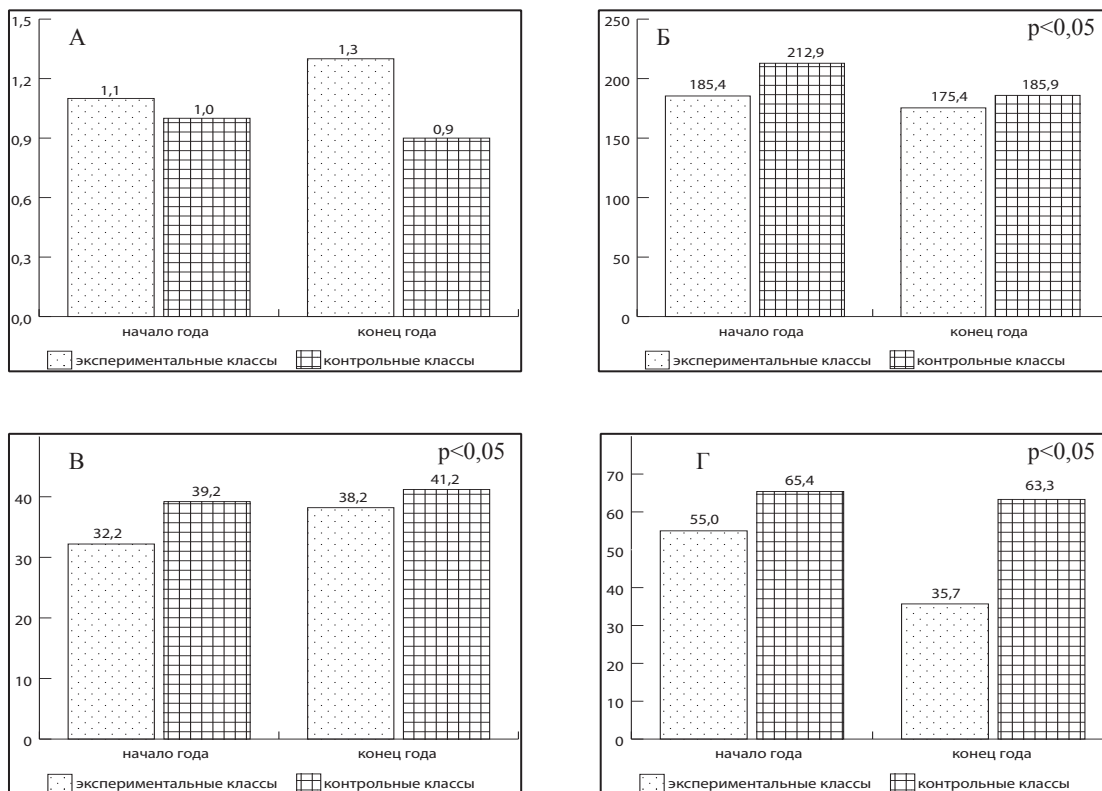 А
1,5
1,2
0,9
0,6
0,3
0,0
1,1
1,0
1,3
0,9
начало года
конец года
экспериментальные классы
контрольные классы
Б
p<0,05
250
200
150
100
50
0
185,4
212,9
175,4
185,9
начало года
конец года
экспериментальные классы
контрольные классы
В
p<0,05
40
30
20
10
0
32,2
39,2
38,2
41,2
начало года
конец года
экспериментальные классы
контрольные классы
Г
p<0,05
70
60
50
40
30
20
10
0
55,0
65,4
35,7
63,3
начало года
конец года
экспериментальные классы
контрольные классы